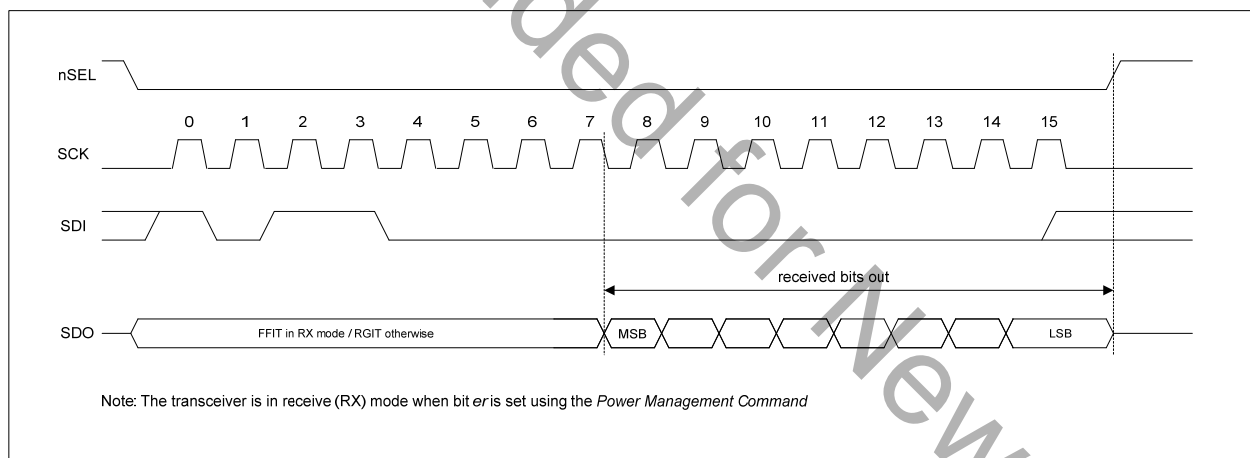 nSEL
0 1 2 3 4 5 6 7 8 9 10 11 12 13 14 15
SCK
SDI
received bits out
SDO
FFIT in RX mode / RGIT otherwise
MSB
LSB
Note: The transceiver is in receive (RX) mode when bit er is set using the Power Management Command
for New